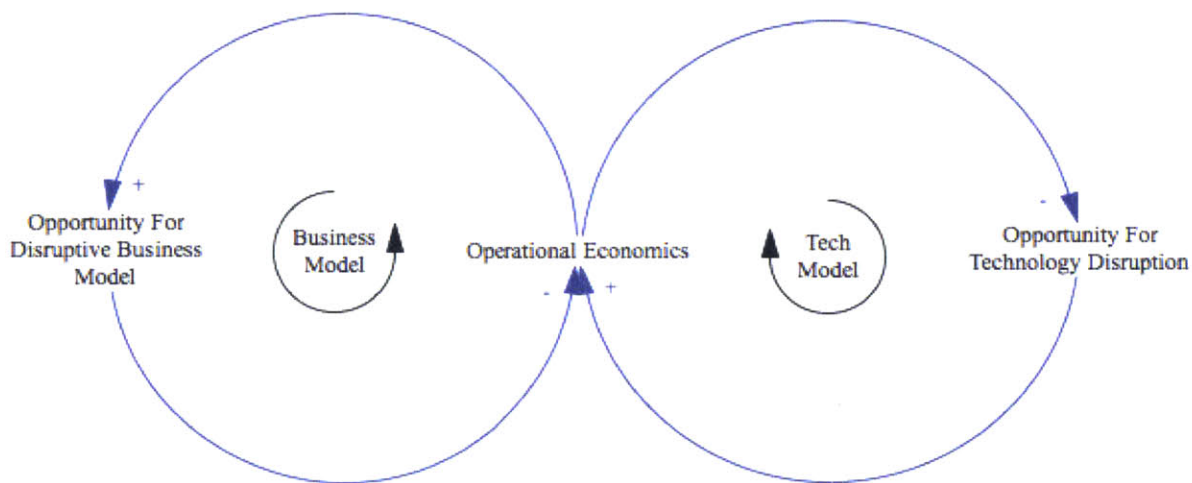 +
-
Opportunity For
Disruptive Business
Model
Business
Model
Operational Economics
Tech
Model
Opportunity For
Technology Disruption
-
+